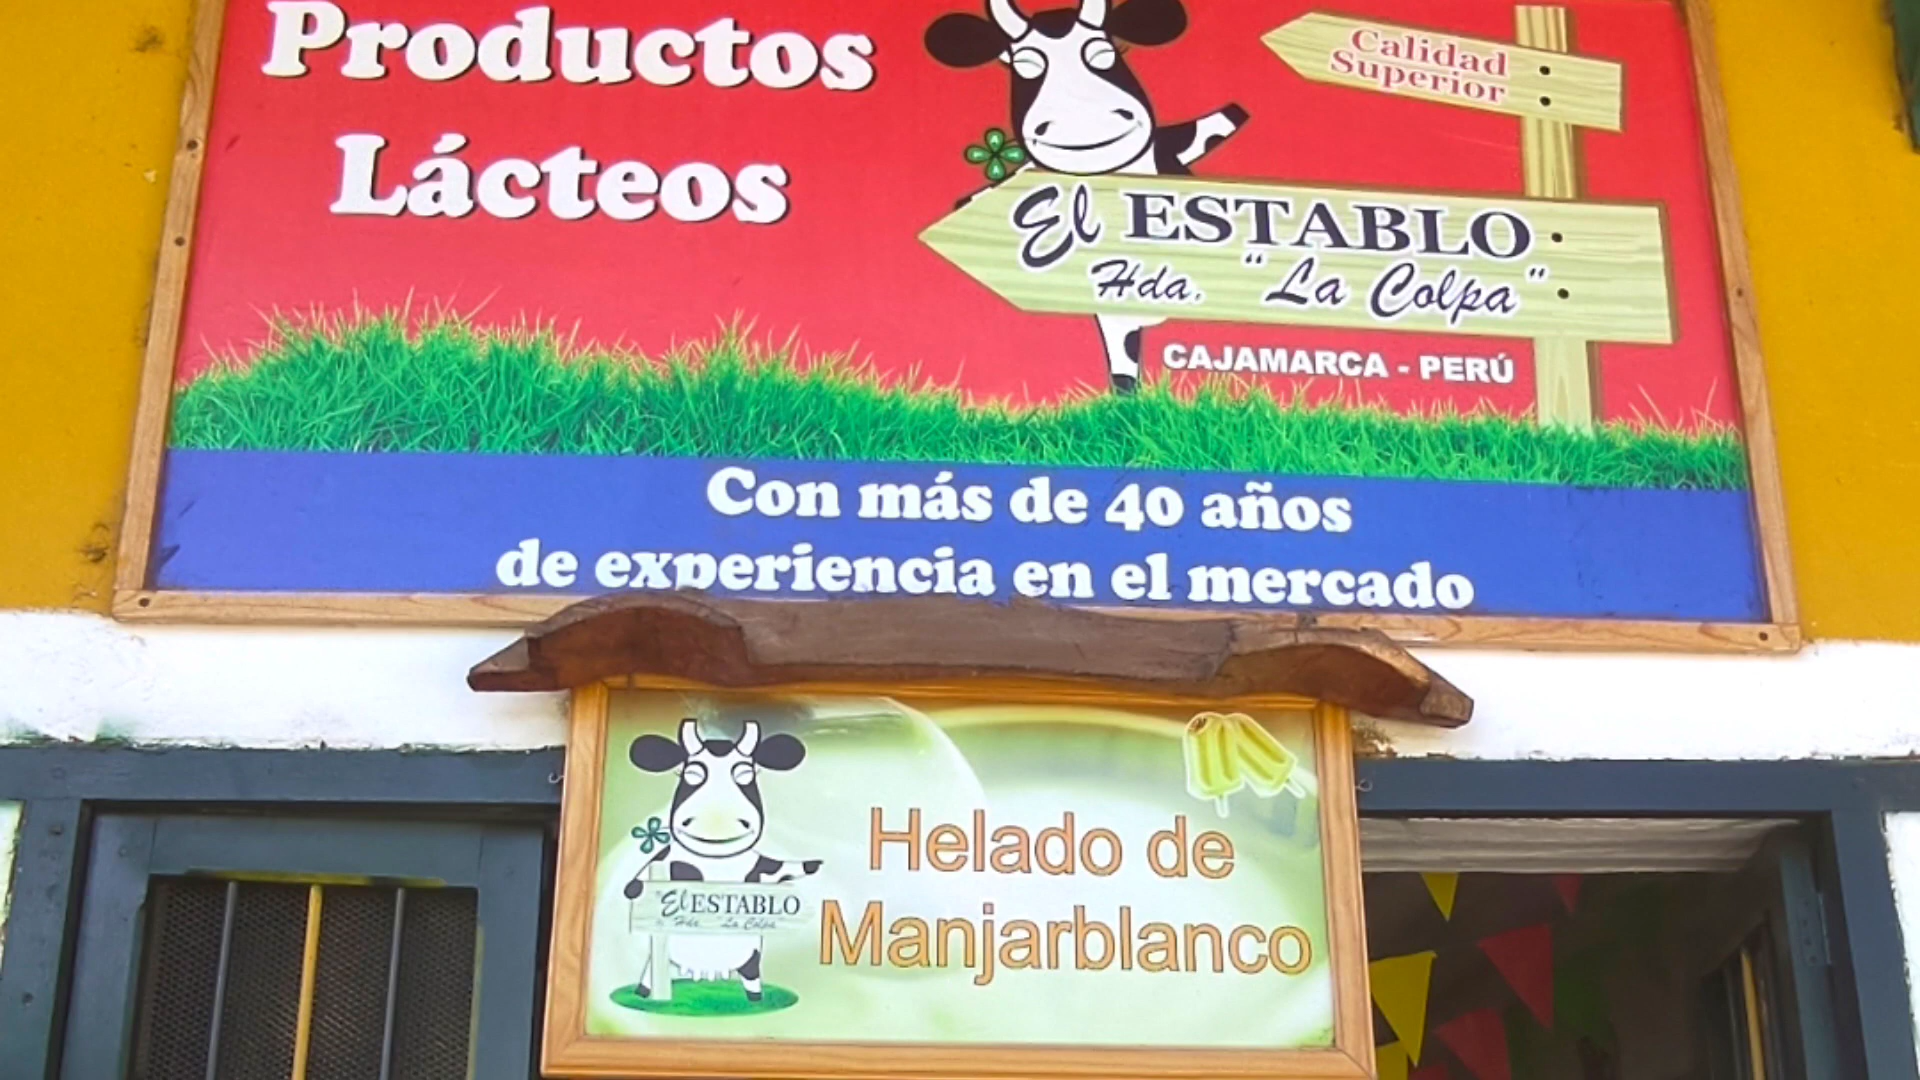 Productos
Lácteos
Calidad
Superior
El ESTABLO
Hda. "La Colpa"
CAJAMARCA - PERÚ
Con más de 40 años
de experiencia en el mercado
Helado de
Manjarblanco
El ESTABLO
Hda. "La Colpa"